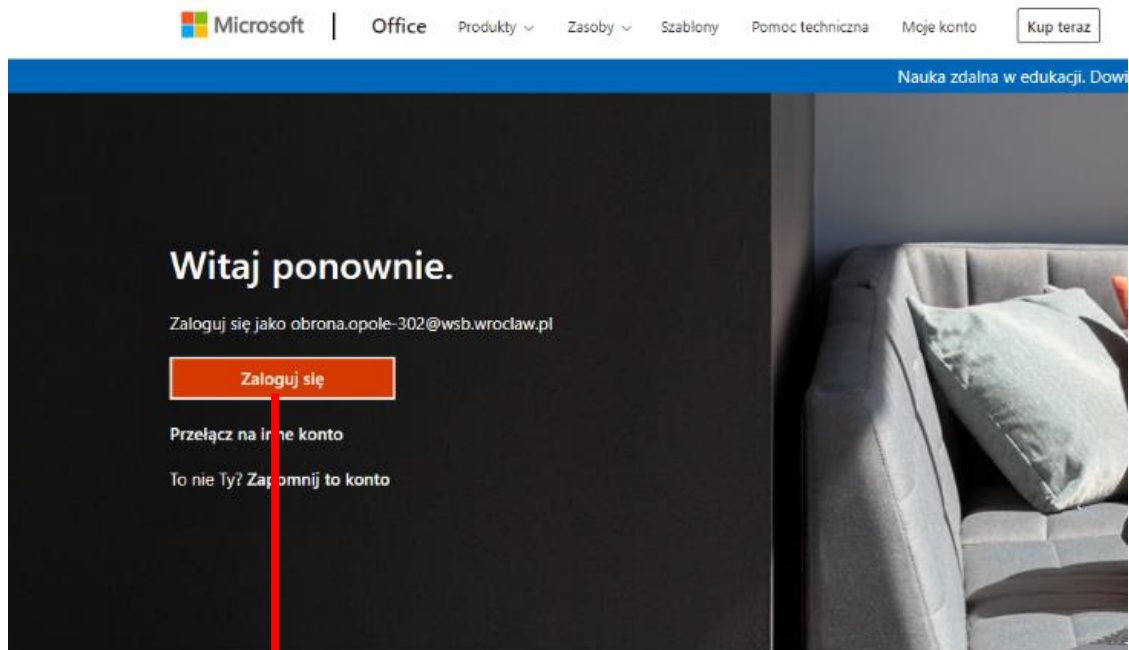 Microsoft Office Produkty Zasoby Szablony Pomoc techniczna Moje konto Kup teraz
Nauka zdalna w edukacji.
Witaj ponownie.
Zaloguj się jako obrona.opole-302@wsb.wroclaw.pl
Zaloguj się
Przełącz na inne konto
To nie Ty? Zapomnij to konto